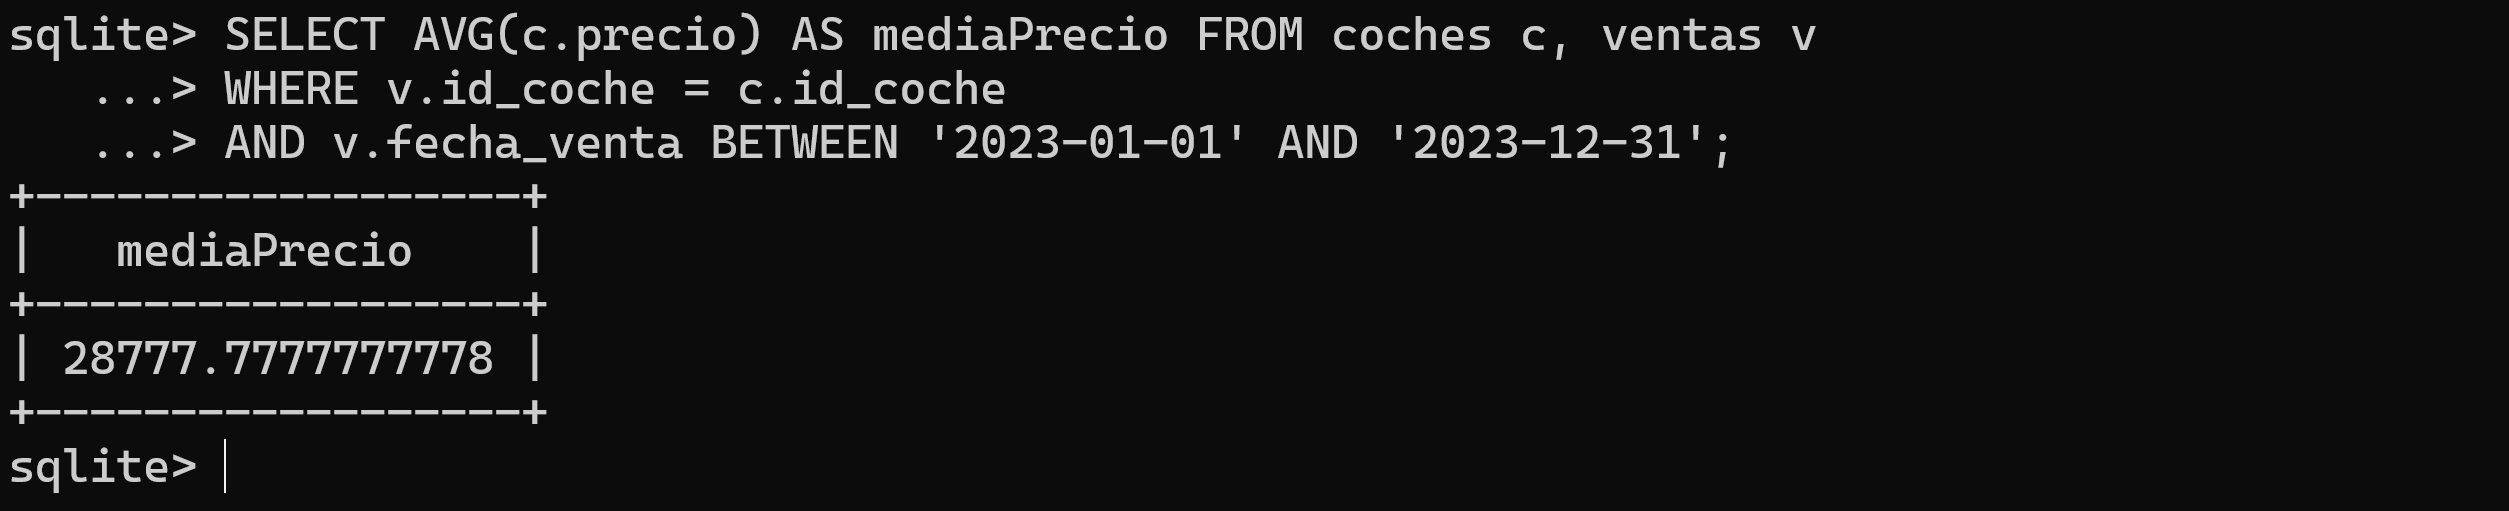 sqlite> SELECT AVG(c.precio) AS mediaPrecio FROM coches c, ventas v
   ...> WHERE v.id_coche = c.id_coche
   ...> AND v.fecha_venta BETWEEN '2023-01-01' AND '2023-12-31';
+------------------+
|   mediaPrecio    |
+------------------+
| 28777.7777777778 |
+------------------+
sqlite>